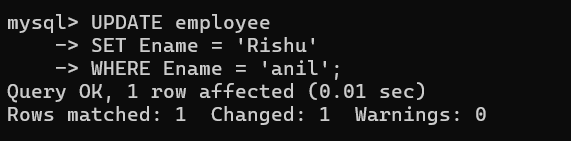 mysql> UPDATE employee
    -> SET Ename = 'Rishu'
    -> WHERE Ename = 'anil';
Query OK, 1 row affected (0.01 sec)
Rows matched: 1  Changed: 1  Warnings: 0